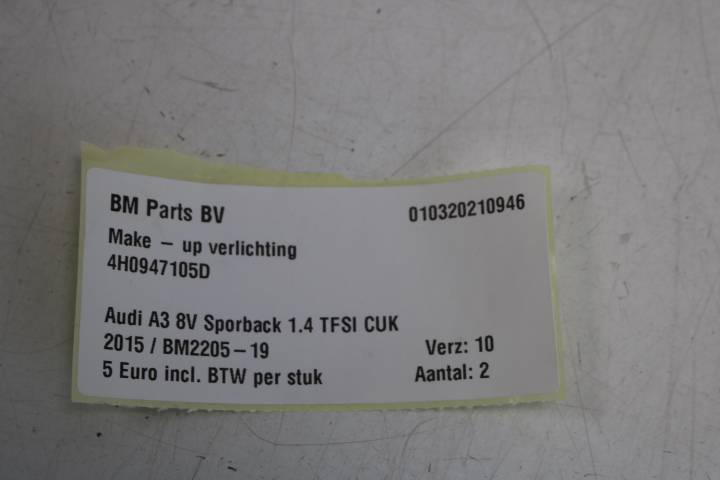 BM Parts BV 010320210946
Make – up verlichting
4H0947105D
Audi A3 8V Sporback 1.4 TFSI CUK
2015 / BM2205–19 Verz: 10
5 Euro incl. BTW per stuk Aantal: 2